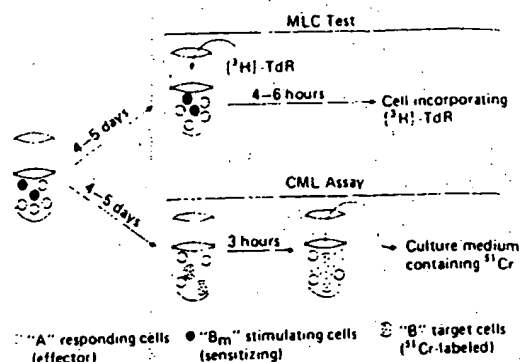 MLC Test
[³H]-TdR
4–5 days
4–6 hours
Cell incorporating
[³H]-TdR
CML Assay
4–5 days
3 hours
Culture medium
containing ⁵¹Cr
"A" responding cells
(effector)
"Bm" stimulating cells
(sensitizing)
"B" target cells
(⁵¹Cr-labeled)